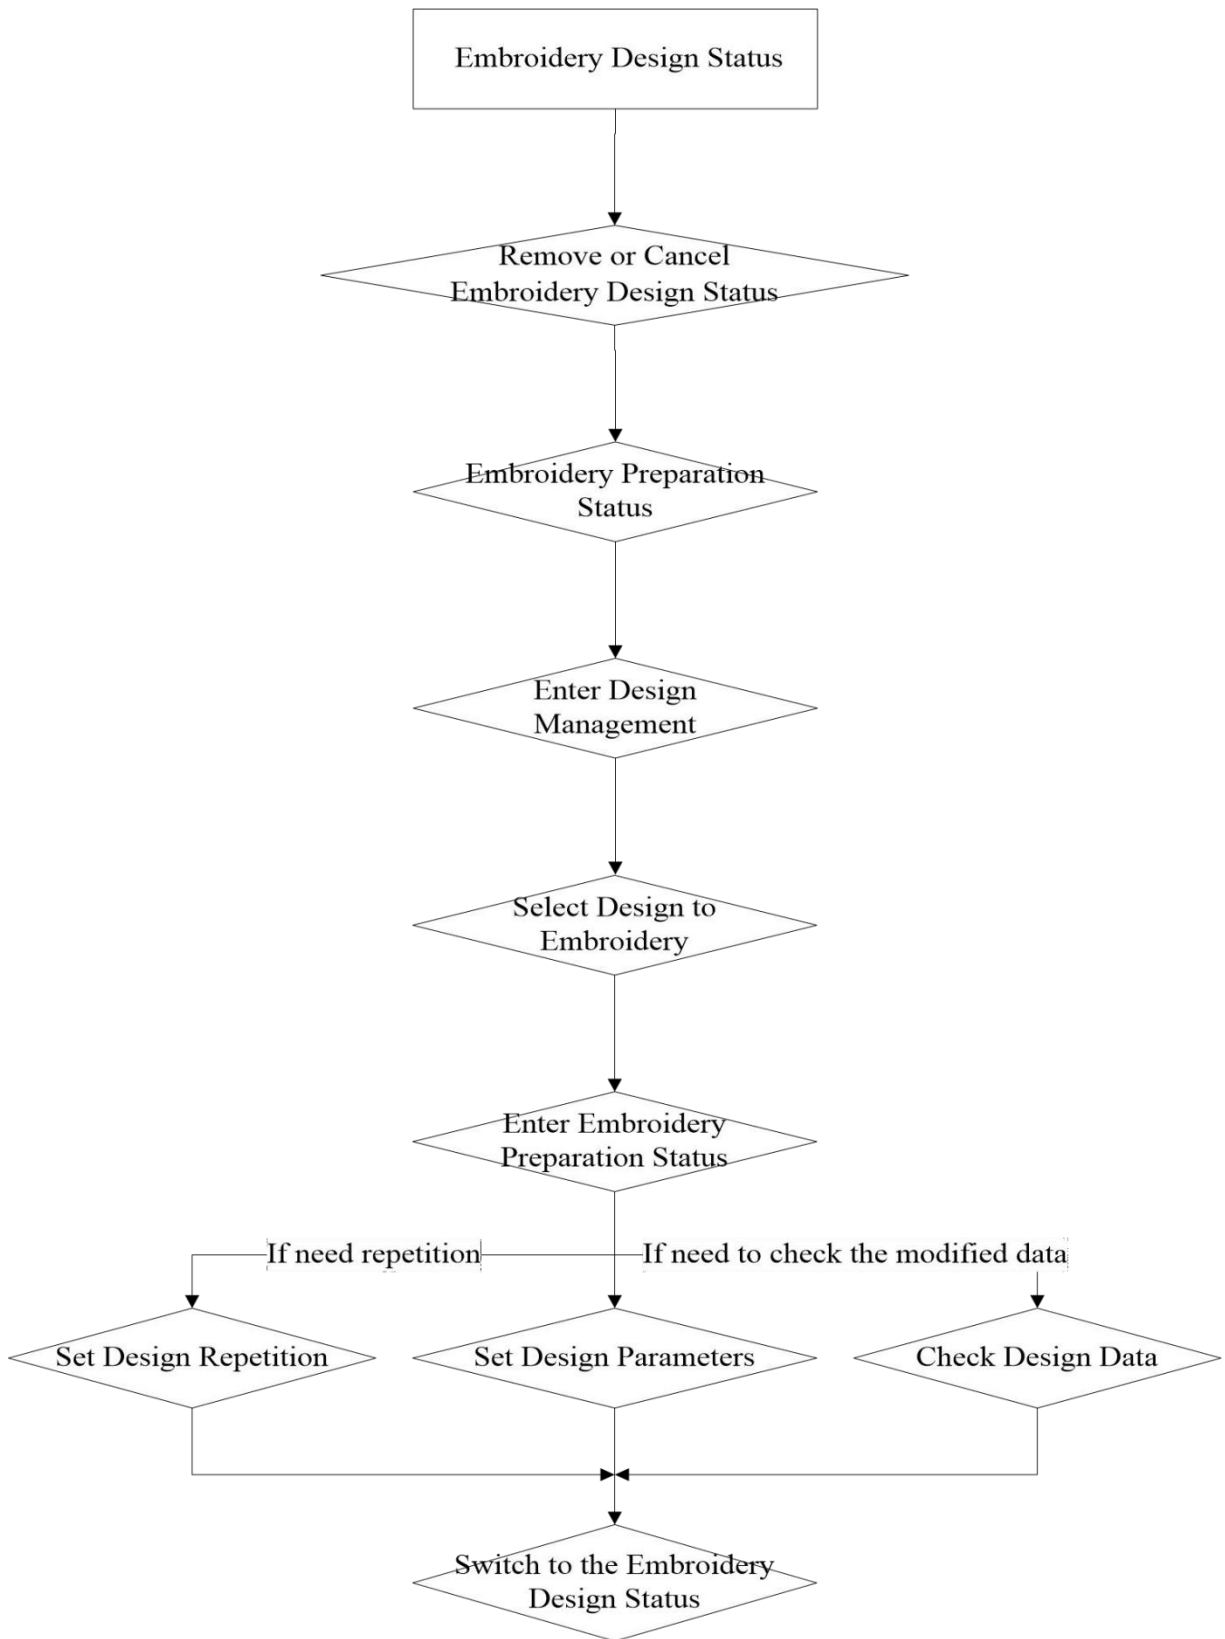 Embroidery Design Status
Remove or Cancel
Embroidery Design Status
Embroidery Preparation
Status
Enter Design
Management
Select Design to
Embroidery
Enter Embroidery
Preparation Status
If need repetition
If need to check the modified data
Set Design Repetition
Set Design Parameters
Check Design Data
Switch to the Embroidery
Design Status